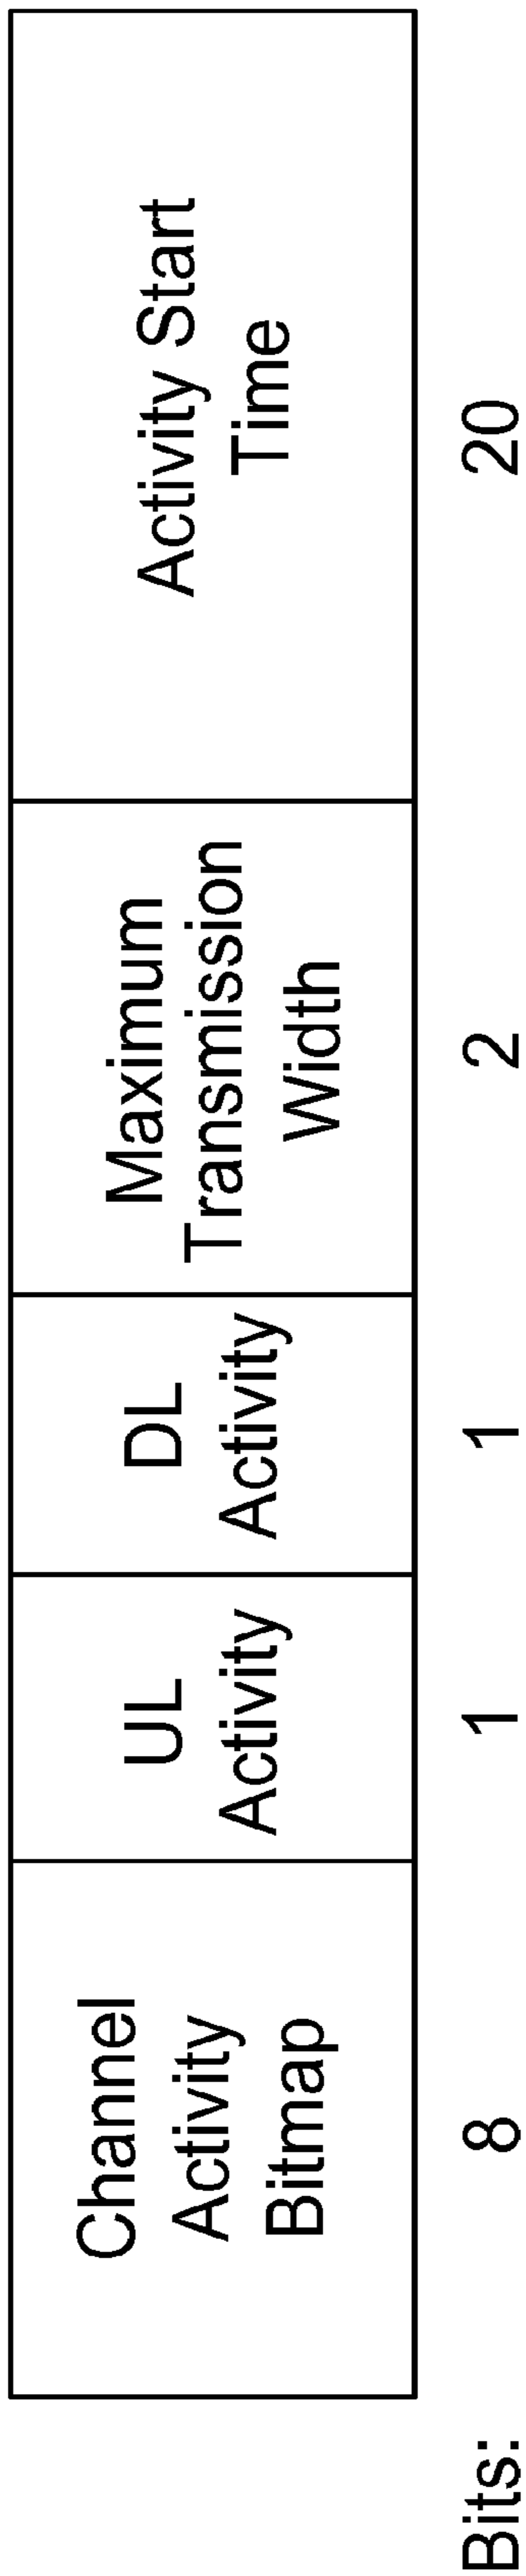 Channel
Activity
Bitmap
UL
Activity
DL
Activity
Maximum
Transmission
Width
Activity Start
Time
Bits: 8 1 1 2 20